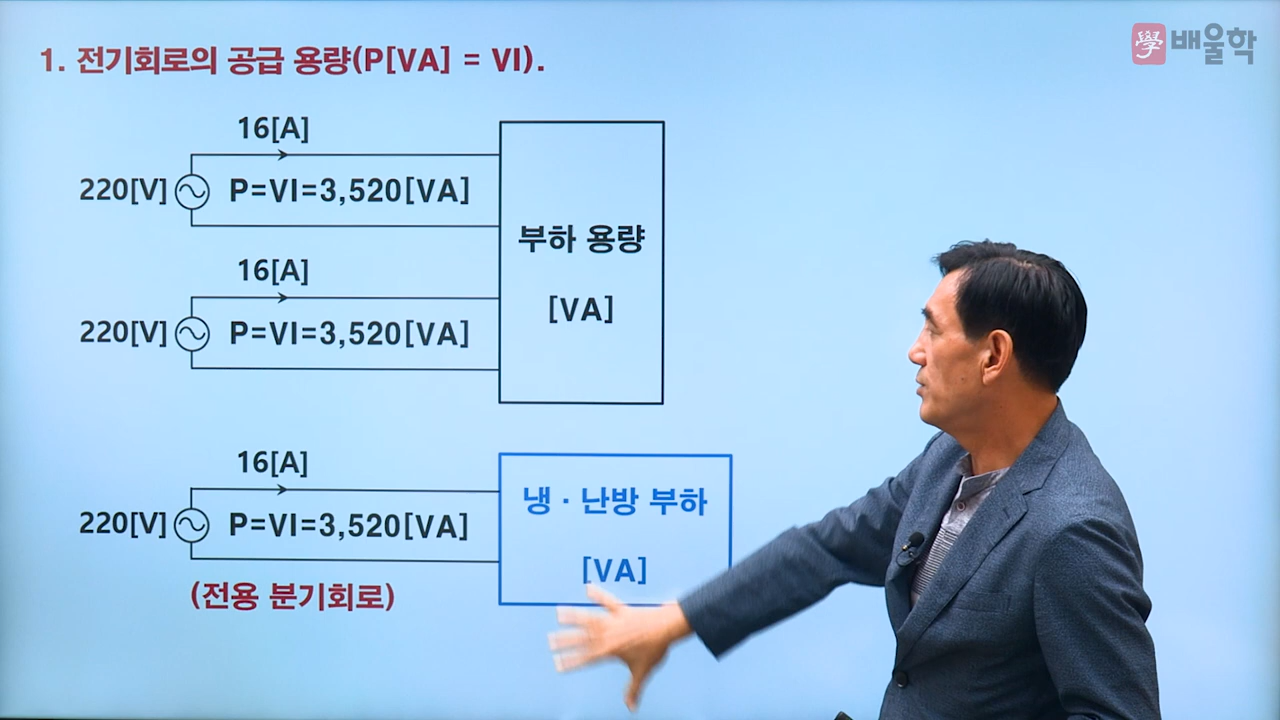 1. 전기회로의 공급 용량(P[VA] = VI).
學 배울학
16[A]
220[V] P=VI=3,520[VA]
16[A]
220[V] P=VI=3,520[VA]
부하 용량
[VA]
16[A]
220[V] P=VI=3,520[VA]
(전용 분기회로)
냉·난방 부하
[VA]